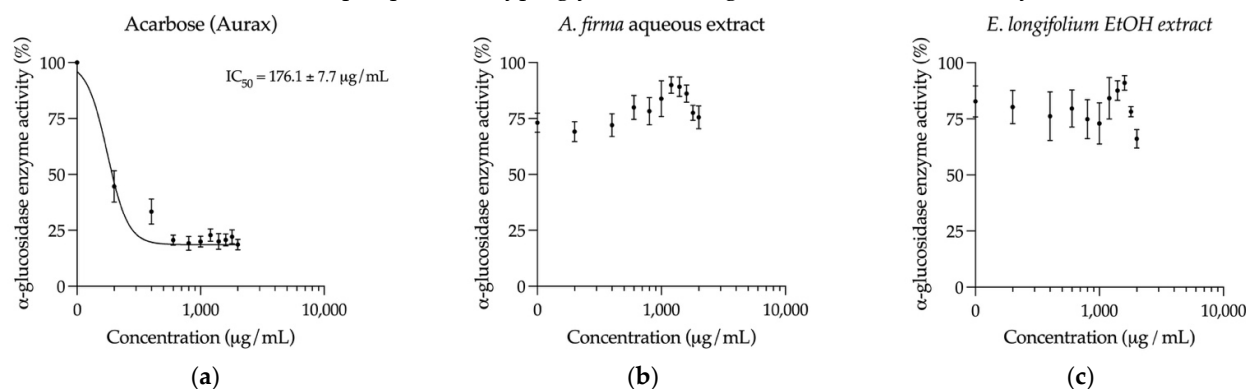 Acarbose (Aurax)
IC50 = 176.1 ± 7.7 μg/mL
α-glucosidase enzyme activity (%)
100
75
50
25
0
0
1,000
10,000
Concentration (μg/mL)
(a)
A. firma aqueous extract
α-glucosidase enzyme activity (%)
100
75
50
25
0
0
1,000
10,000
Concentration (μg/mL)
(b)
E. longifolium EtOH extract
α-glucosidase enzyme activity (%)
100
75
50
25
0
0
1,000
10,000
Concentration (μg/mL)
(c)